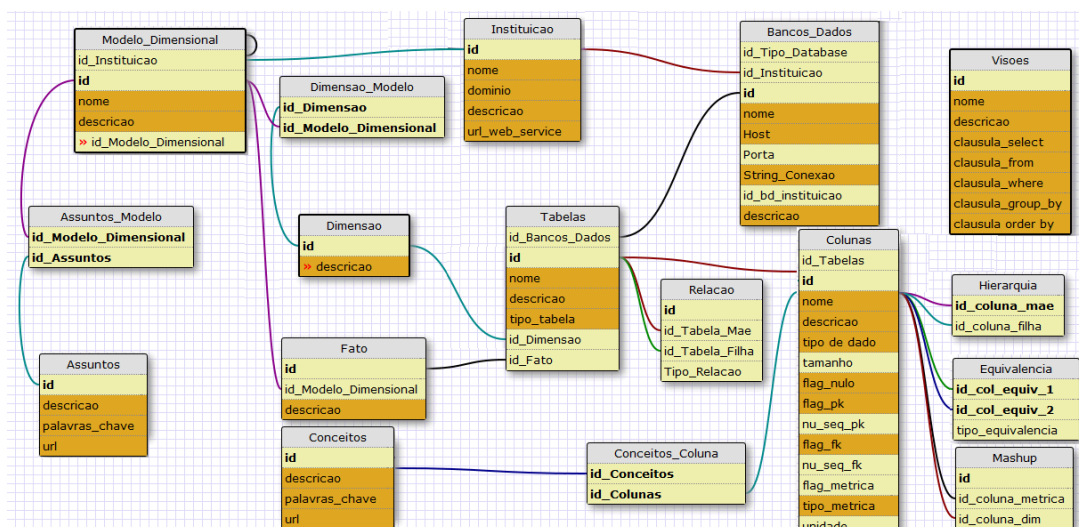 Modelo_Dimensional
id_Instituicao
id
nome
descricao
» id_Modelo_Dimensional
Dimensao_Modelo
id_Dimensao
id_Modelo_Dimensional
Instituicao
id
nome
dominio
descricao
url_web_service
Bancos_Dados
id_Tipo_Database
id_Instituicao
id
nome
Host
Porta
String_Conexao
id_bd_instituicao
descricao
Visoes
id
nome
descricao
clausula_select
clausula_from
clausula_where
clausula_group_by
clausula order by
Assuntos_Modelo
id_Modelo_Dimensional
id_Assuntos
Dimensao
id
» descricao
Tabelas
id_Bancos_Dados
id
nome
descricao
tipo_tabela
id_Dimensao
id_Fato
Relacao
id
id_Tabela_Mae
id_Tabela_Filha
Tipo_Relacao
Colunas
id_Tabelas
id
nome
descricao
tipo de dado
tamanho
flag_nulo
flag_pk
nu_seq_pk
flag_fk
nu_seq_fk
flag_metrica
tipo_metrica
unidade
Hierarquia
id_coluna_mae
id_coluna_filha
Equivalencia
id_col_equiv_1
id_col_equiv_2
tipo_equivalencia
Mashup
id
id_coluna_metrica
id_coluna_dim
Assuntos
id
descricao
palavras_chave
url
Fato
id
id_Modelo_Dimensional
descricao
Conceitos
id
descricao
palavras_chave
url
Conceitos_Coluna
id_Conceitos
id_Colunas